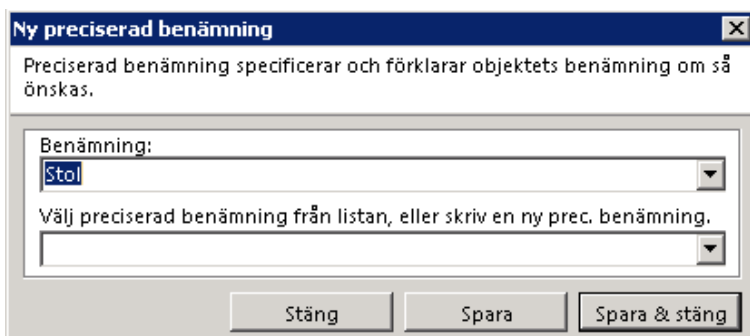 Ny preciserad benämning
Preciserad benämning specificerar och förklarar objektets benämning om så
önskas.
Benämning:
Stol
Välj preciserad benämning från listan, eller skriv en ny prec. benämning.
Stäng
Spara
Spara & stäng